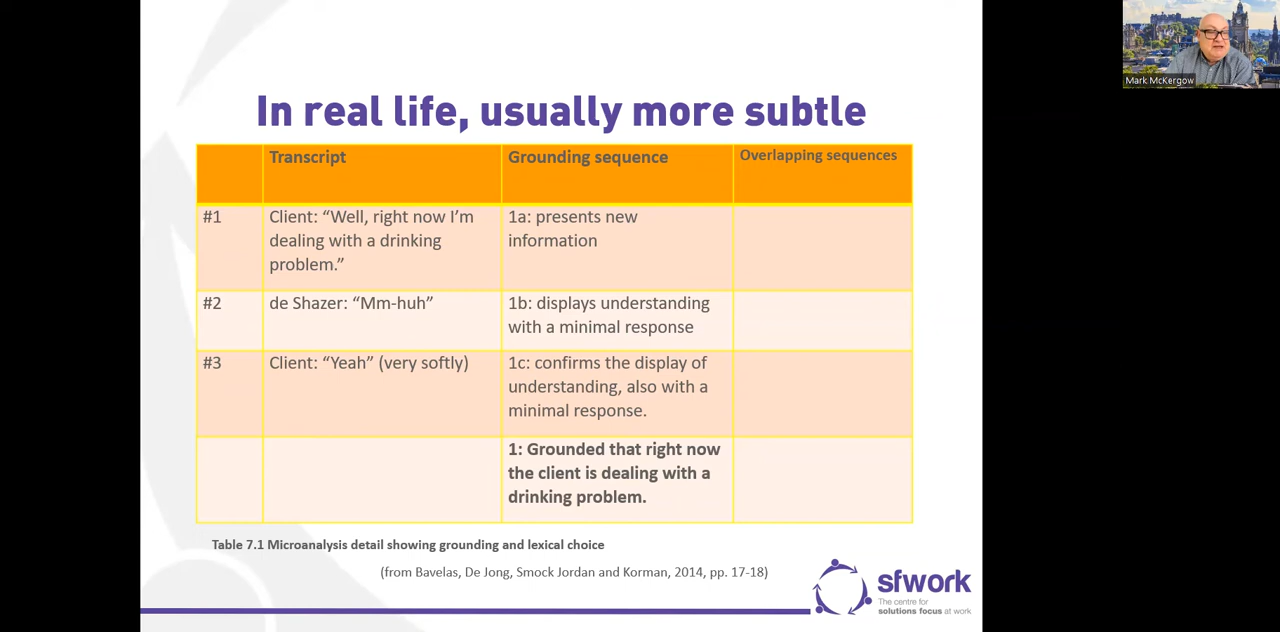 Mark McKergow
In real life, usually more subtle
Transcript
Grounding sequence
Overlapping sequences
#1
Client: “Well, right now I’m
dealing with a drinking
problem.”
1a: presents new
information
#2
de Shazer: “Mm-huh”
1b: displays understanding
with a minimal response
#3
Client: “Yeah” (very softly)
1c: confirms the display of
understanding, also with a
minimal response.
1: Grounded that right now
the client is dealing with a
drinking problem.
Table 7.1 Microanalysis detail showing grounding and lexical choice
(from Bavelas, De Jong, Smock Jordan and Korman, 2014, pp. 17-18)
sfwork
The centre for
solutions focus at work